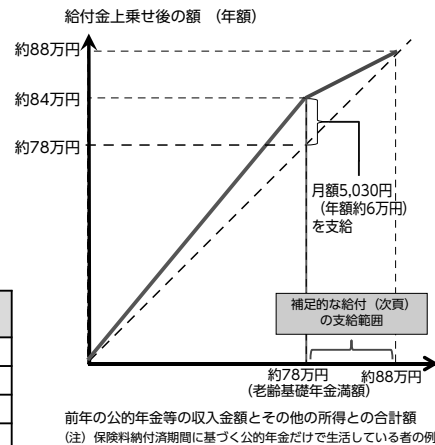 給付金上乗せ後の額 （年額）
約88万円
約84万円
約78万円
月額5,030円
（年額約6万円）
を支給
補足的な給付（次頁）
の支給範囲
約78万円
（老齢基礎年金満額）
約88万円
前年の公的年金等の収入金額とその他の所得との合計額
（注）保険料納付済期間に基づく公的年金だけで生活している者の例